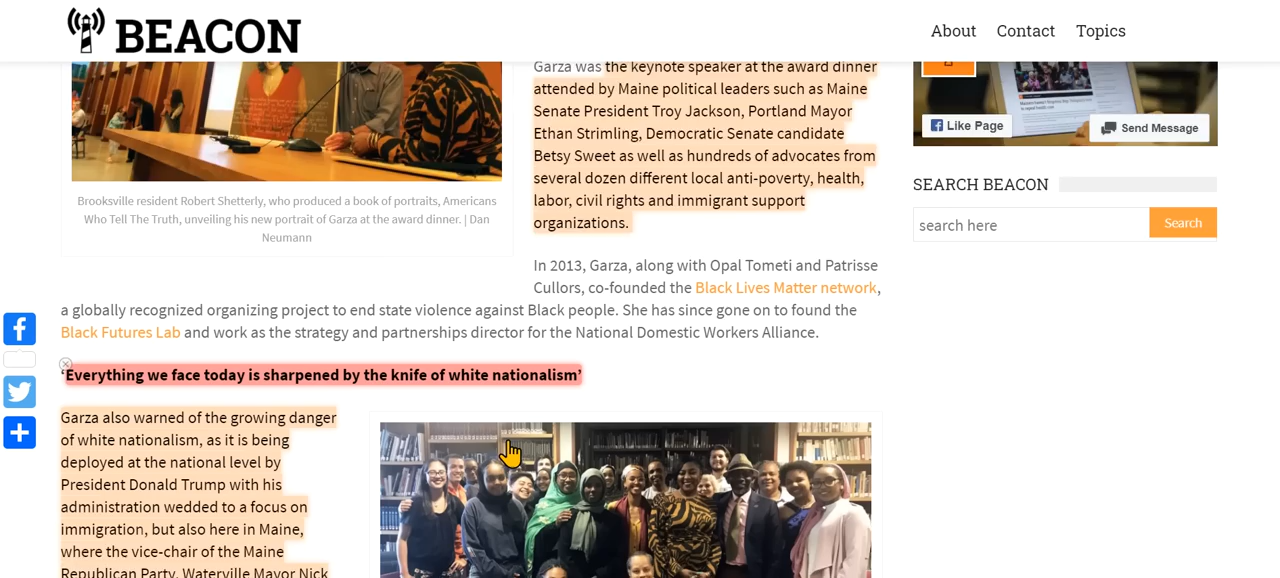 BEACON
About Contact Topics
Garza was the keynote speaker at the award dinner
attended by Maine political leaders such as Maine
Senate President Troy Jackson, Portland Mayor
Ethan Strimling, Democratic Senate candidate
Betsy Sweet as well as hundreds of advocates from
several dozen different local anti-poverty, health,
labor, civil rights and immigrant support
organizations.
Brooksville resident Robert Shetterly, who produced a book of portraits, Americans
Who Tell The Truth, unveiling his new portrait of Garza at the award dinner. | Dan
Neumann
In 2013, Garza, along with Opal Tometi and Patrisse
Cullors, co-founded the Black Lives Matter network,
a globally recognized organizing project to end state violence against Black people. She has since gone on to found the
Black Futures Lab and work as the strategy and partnerships director for the National Domestic Workers Alliance.
‘Everything we face today is sharpened by the knife of white nationalism’
Garza also warned of the growing danger
of white nationalism, as it is being
deployed at the national level by
President Donald Trump with his
administration wedded to a focus on
immigration, but also here in Maine,
where the vice-chair of the Maine
Republican Party, Waterville Mayor Nick
Like Page
Send Message
SEARCH BEACON
search here
Search